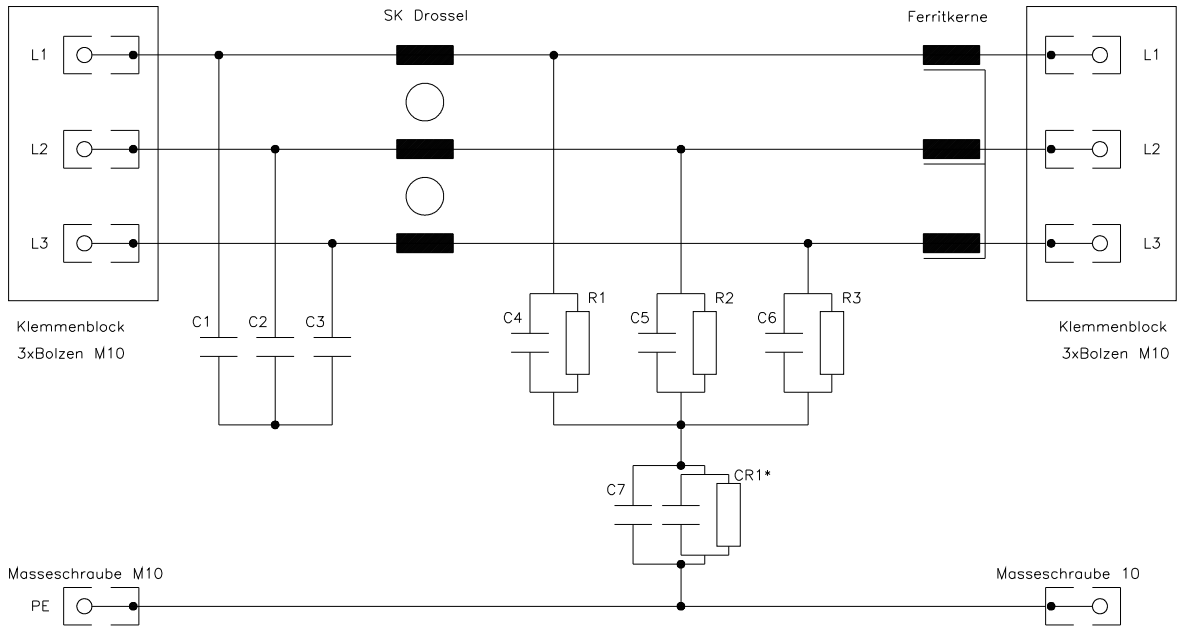 SK Drossel
Ferritkerne
L1
L1
L2
L2
L3
L3
R1
R2
R3
C1
C2
C3
C4
C5
C6
Klemmenblock
3xBolzen M10
Klemmenblock
3xBolzen M10
CR1*
C7
Masseschraube M10
Masseschraube 10
PE